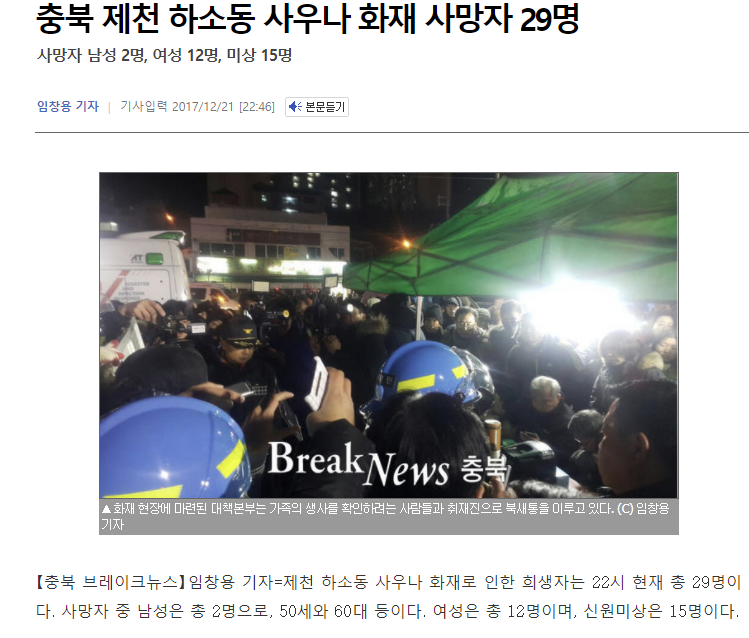 충북 제천 하소동 사우나 화재 사망자 29명
사망자 남성 2명, 여성 12명, 미상 15명
임창용 기자 | 기사입력 2017/12/21 [22:46] 본문듣기
AT
BreakNews 충북
▲ 화재 현장에 마련된 대책본부는 가족의 생사를 확인하려는 사람들과 취재진으로 북새통을 이루고 있다. (C) 임창용
기자
【충북 브레이크뉴스】임창용 기자=제천 하소동 사우나 화재로 인한 희생자는 22시 현재 총 29명이
다. 사망자 중 남성은 총 2명으로, 50세와 60대 등이다. 여성은 총 12명이며, 신원미상은 15명이다.